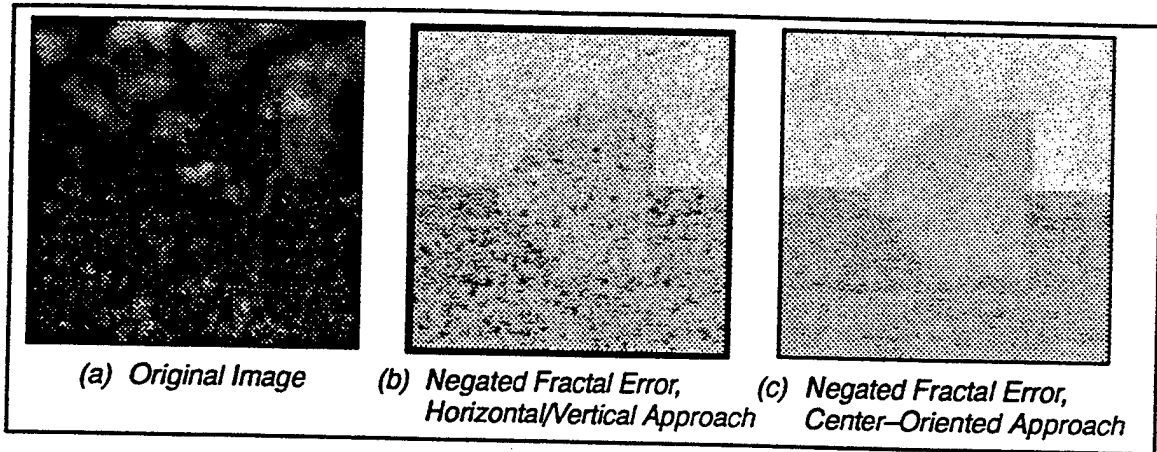 (a) Original Image
(b) Negated Fractal Error,
Horizontal/Vertical Approach
(c) Negated Fractal Error,
Center–Oriented Approach